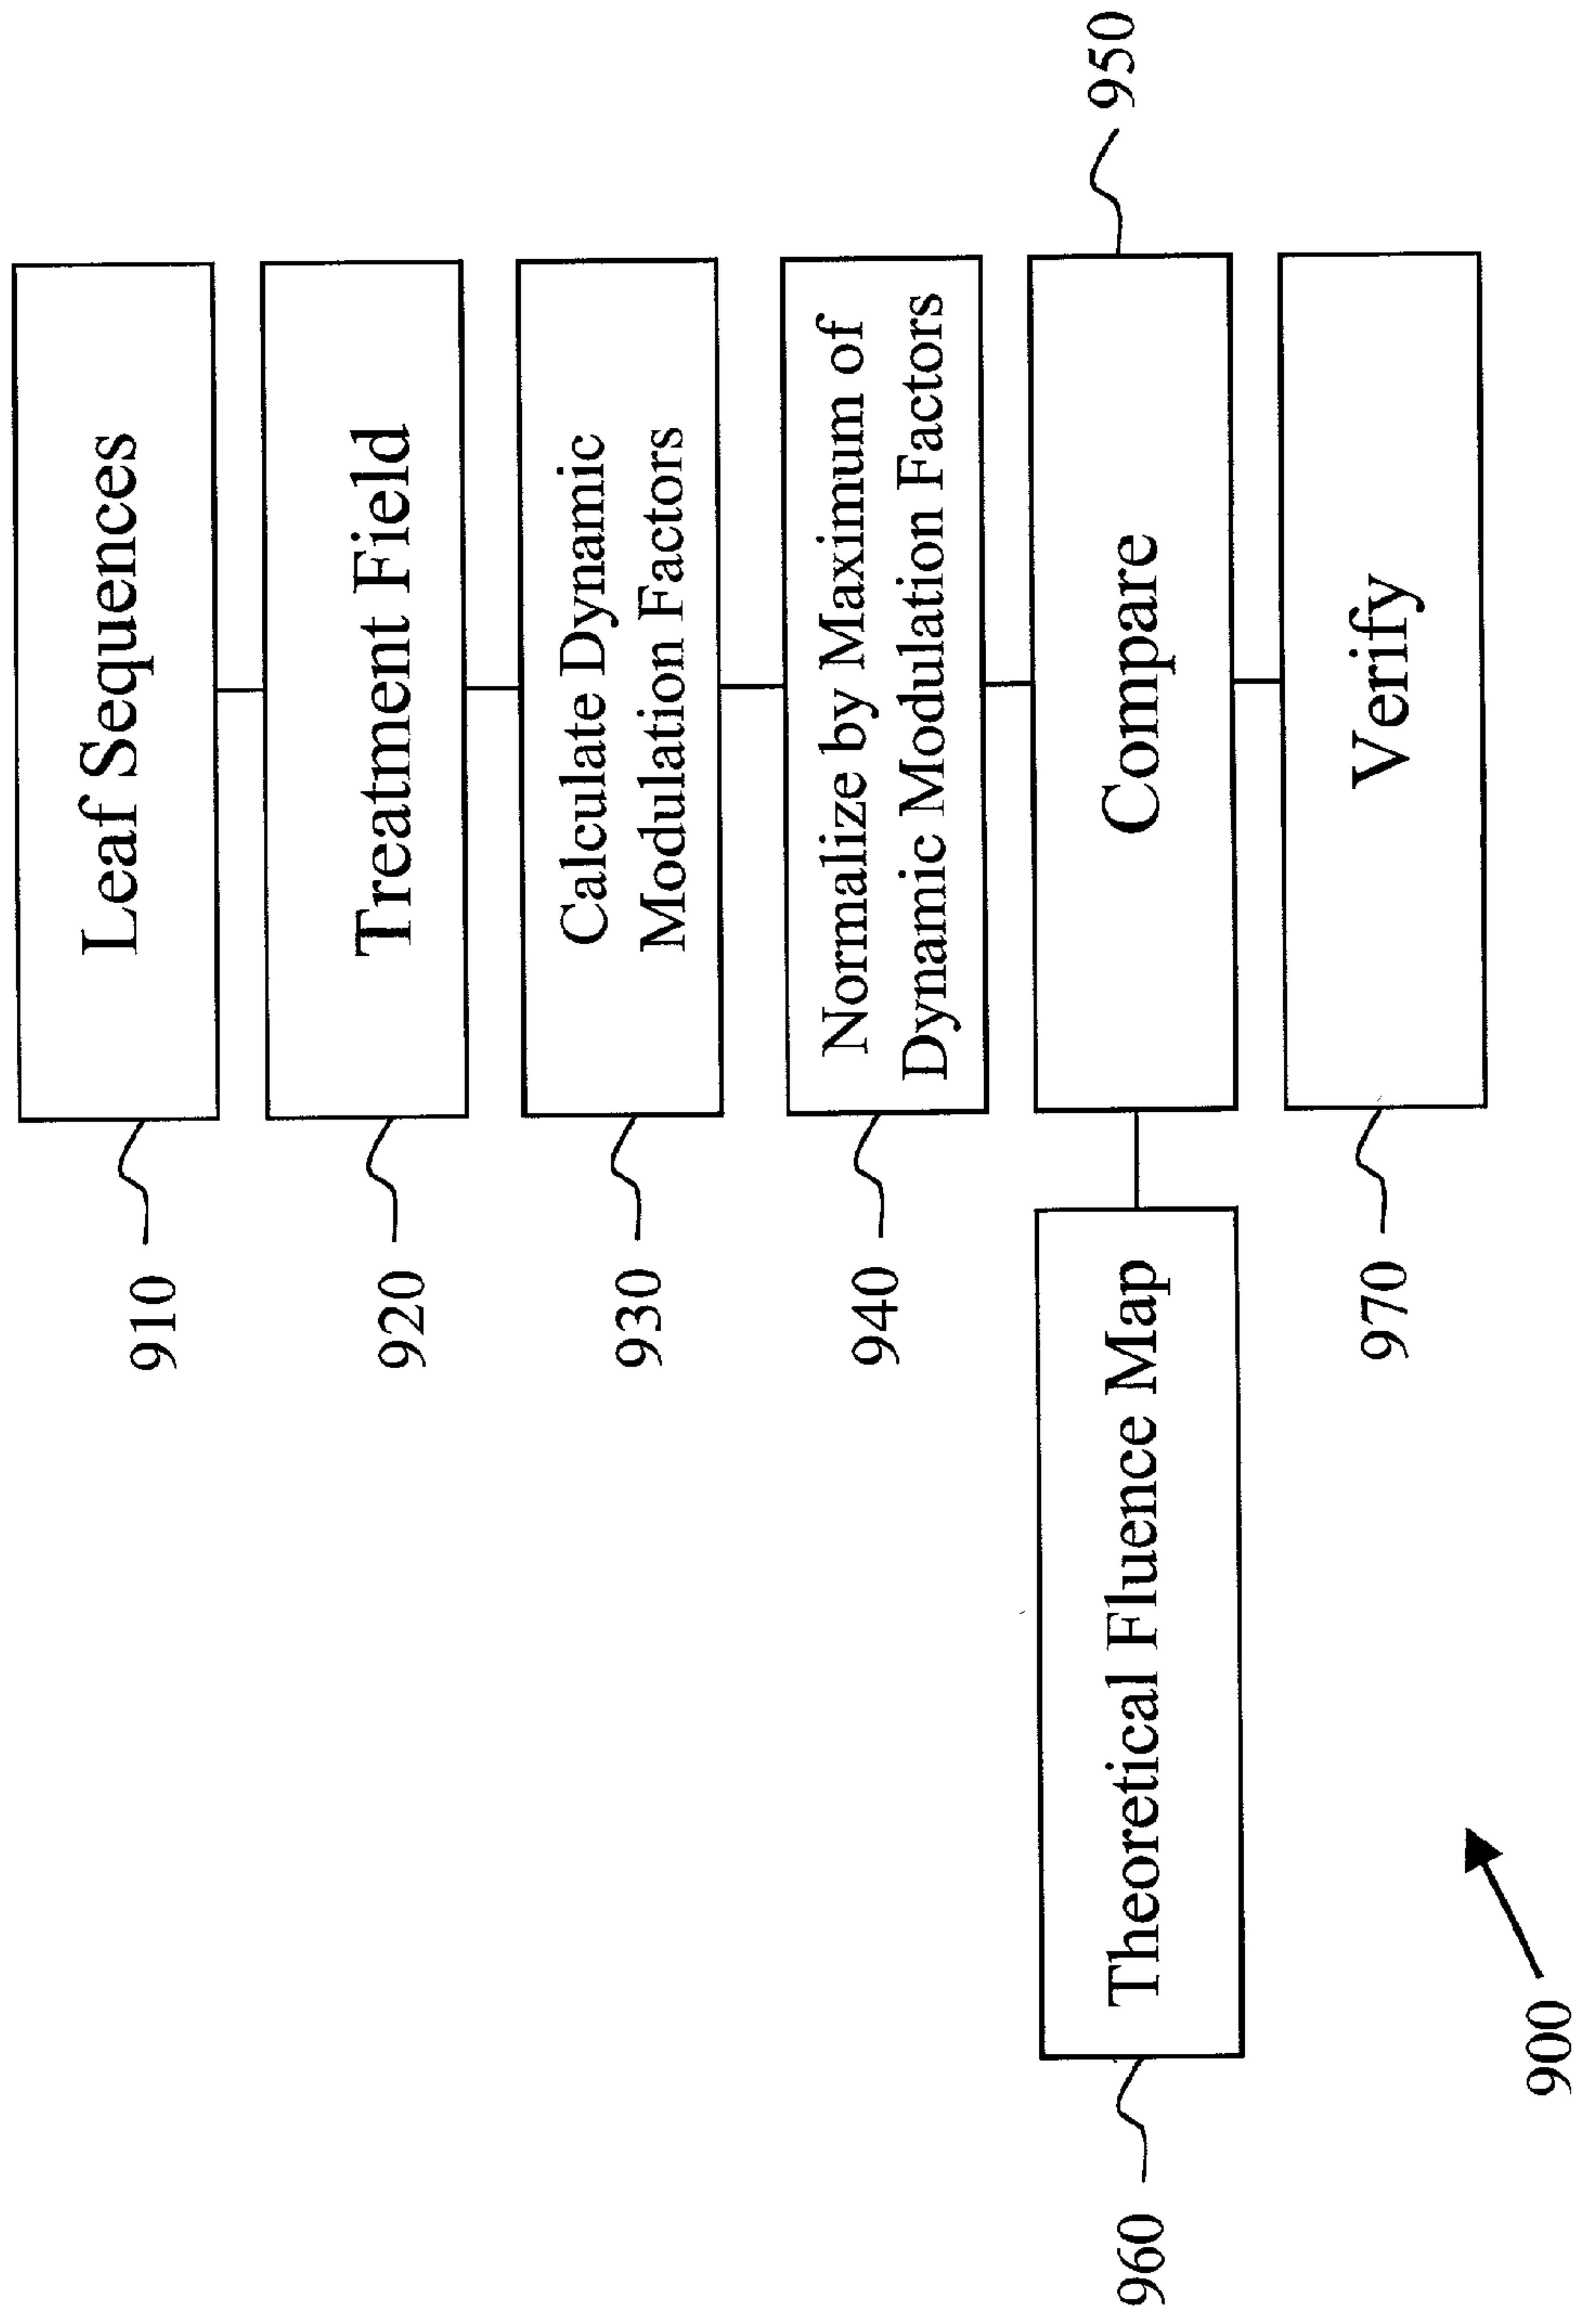 910
Leaf Sequences
920
Treatment Field
930
Calculate Dynamic
Modulation Factors
940
Normalize by Maximum of
Dynamic Modulation Factors
960
Theoretical Fluence Map
Compare
950
970
Verify
900